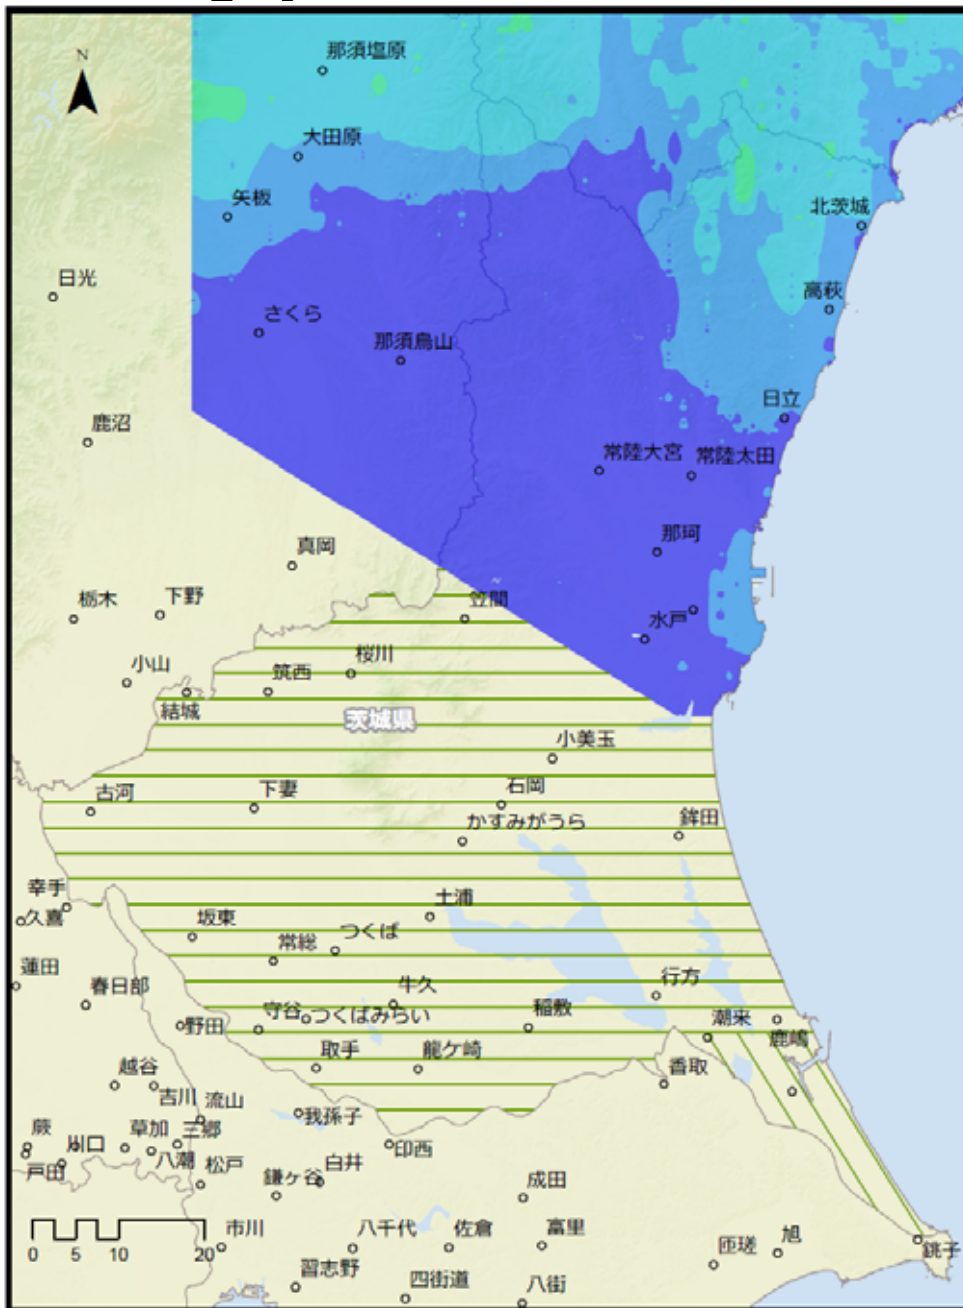 N
那須塩原
大田原
矢板
北茨城
日光
高萩
さくら
那須烏山
日立
鹿沼
常陸大宮
常陸太田
那珂
真岡
栃木
下野
笠間
水戸
小山
筑西
桜川
結城
茨城県
小美玉
古河
下妻
石岡
かすみがうら
鉾田
幸手
久喜
坂東
土浦
常総
つくば
蓮田
春日部
牛久
行方
野田
守谷
つくばみらい
稲敷
潮来
鹿嶋
取手
龍ケ崎
香取
越谷
吉川
流山
我孫子
蕨
川口
草加
三郷
印西
戸田
八潮
松戸
鎌ヶ谷
白井
成田
市川
八千代
佐倉
富里
匝瑳
旭
銚子
0 5 10 20
習志野
四街道
八街